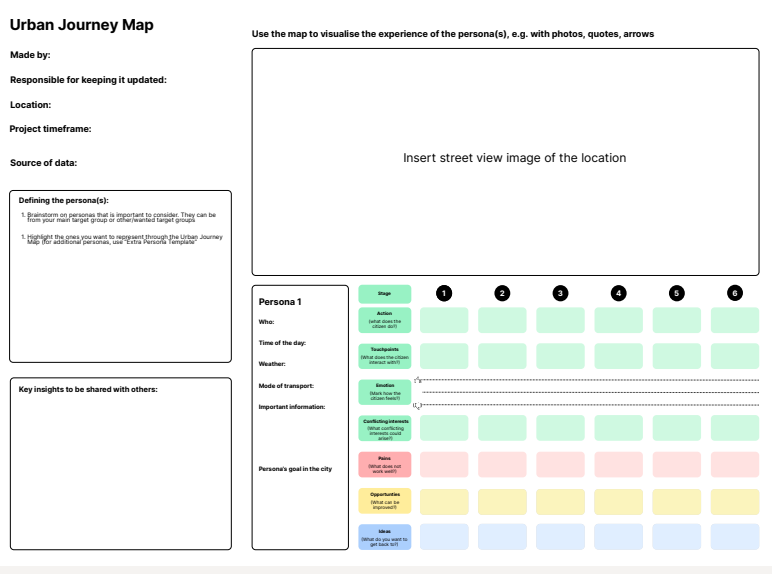 Urban Journey Map
Made by:
Responsible for keeping it updated:
Location:
Project timeframe:
Source of data:
Defining the persona(s):
1. Brainstorm on personas that is important to consider. They can be
from your main target group or other/wanted target groups
1. Highlight the ones you want to represent through the Urban Journey
Map (for additional personas, use "Extra Persona Template"
Key insights to be shared with others:
Use the map to visualise the experience of the persona(s), e.g. with photos, quotes, arrows
Insert street view image of the location
Persona 1
Who:
Time of the day:
Weather:
Mode of transport:
Important information:
Persona's goal in the city
Stage
1 2 3 4 5 6
Action
(what does the
citizen do?)
Touchpoints
(What does the citizen
interact with?)
Emotion
(Mark how the
citizen feels?)
Conflicting interests
(What conflicting
interests could
arise?)
Pains
(What does not
work well?)
Opportunties
(What can be
improved?)
Ideas
(What do you want to
get back to?)